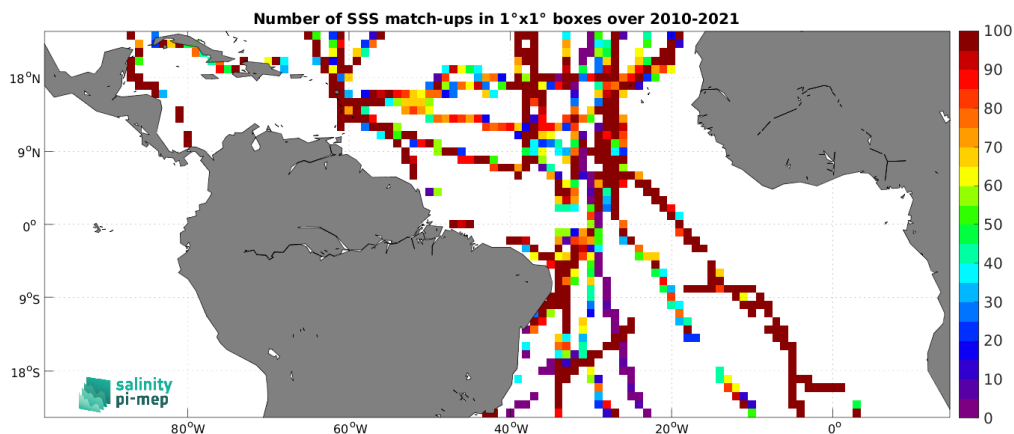 Number of SSS match-ups in 1°x1° boxes over 2010-2021
18°N
9°N
0°
9°S
18°S
80°W
60°W
40°W
20°W
0°
100
90
80
70
60
50
40
30
20
10
0
salinity
pi-mep